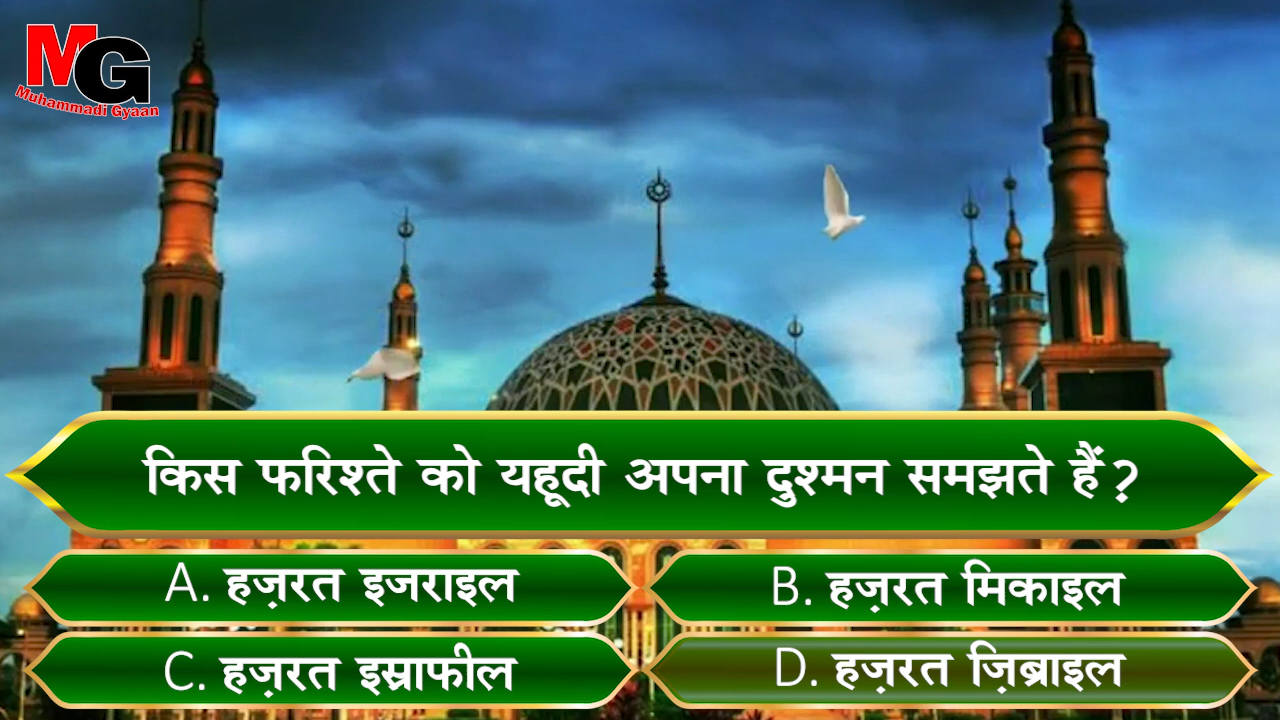 MG
Muhammadi Gyaan
किस फरिश्ते को यहूदी अपना दुश्मन समझते हैं?
A. हज़रत इजराइल
B. हज़रत मिकाइल
C. हज़रत इस्राफील
D. हज़रत ज़िब्राइल